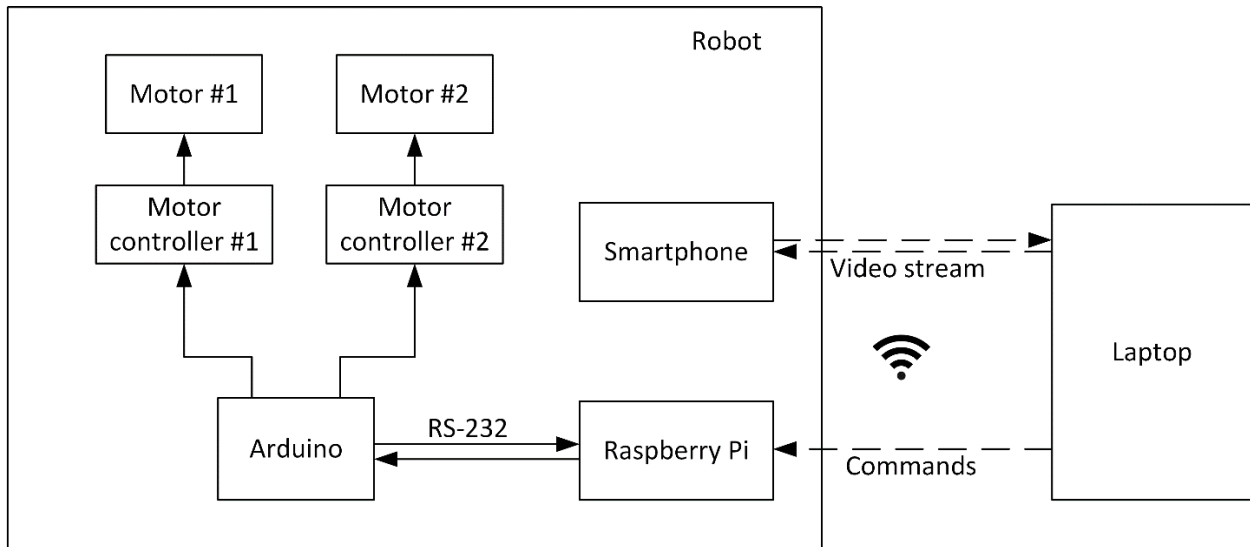 Robot
Motor #1
Motor #2
Motor
controller #1
Motor
controller #2
Smartphone
Video stream
Laptop
Arduino
RS-232
Raspberry Pi
Commands